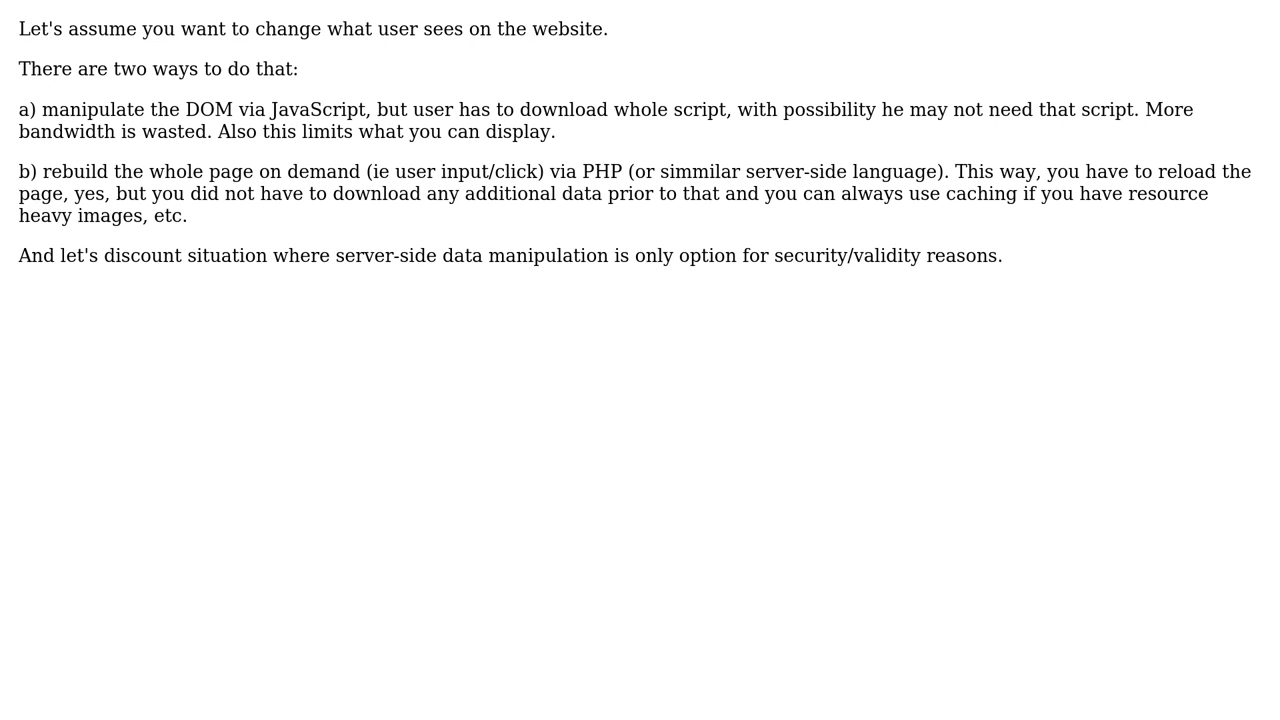 Let's assume you want to change what user sees on the website.
There are two ways to do that:
a) manipulate the DOM via JavaScript, but user has to download whole script, with possibility he may not need that script. More
bandwidth is wasted. Also this limits what you can display.
b) rebuild the whole page on demand (ie user input/click) via PHP (or simmilar server-side language). This way, you have to reload the
page, yes, but you did not have to download any additional data prior to that and you can always use caching if you have resource
heavy images, etc.
And let's discount situation where server-side data manipulation is only option for security/validity reasons.